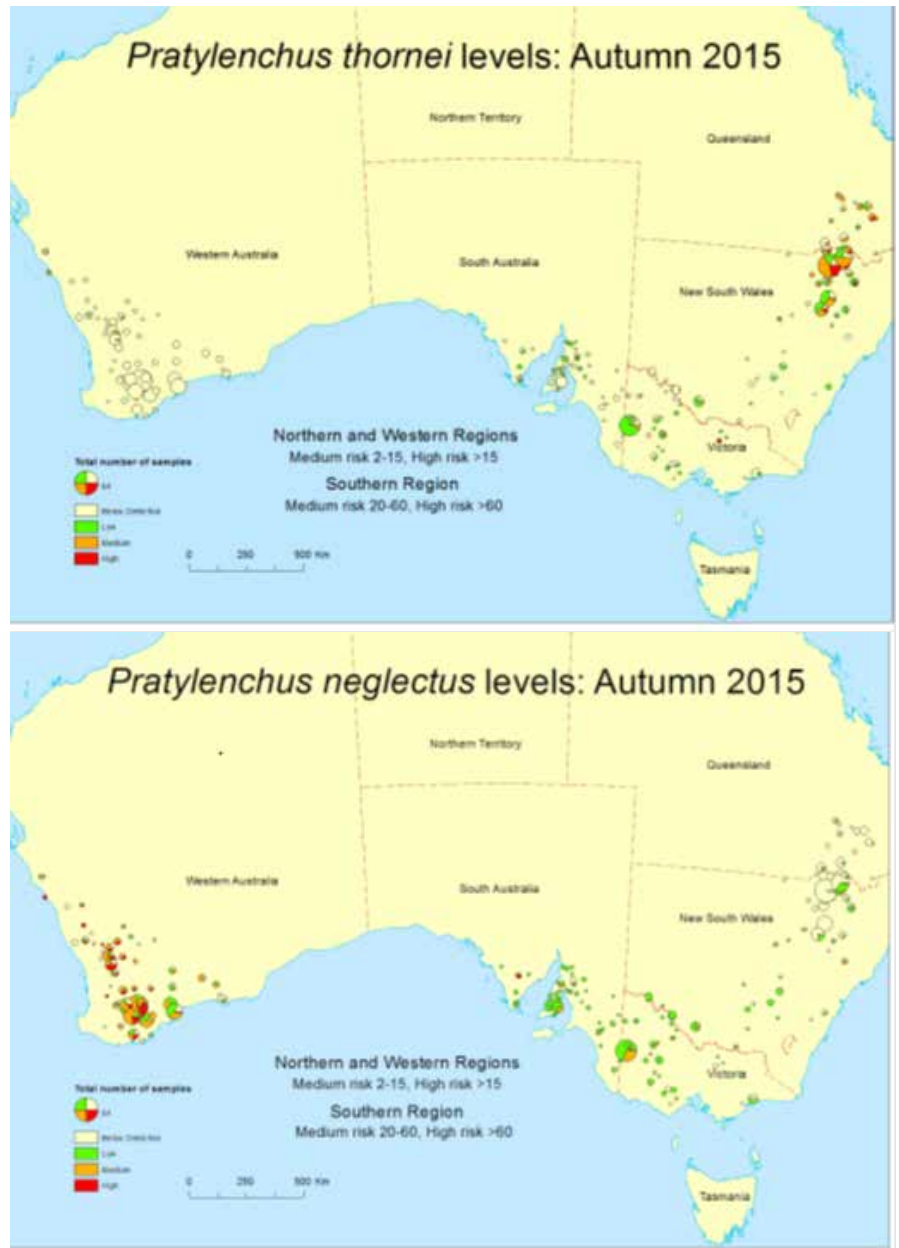 Pratylenchus thornei levels: Autumn 2015
Northern Territory
Queensland
Western Australia
South Australia
New South Wales
Northern and Western Regions
Medium risk 2-15, High risk >15
Southern Region
Medium risk 20-60, High risk >60
Victoria
Total number of samples
Low
Medium
High
0 250 500 Km
Tasmania
Pratylenchus neglectus levels: Autumn 2015
Northern Territory
Queensland
Western Australia
South Australia
New South Wales
Northern and Western Regions
Medium risk 2-15, High risk >15
Southern Region
Medium risk 20-60, High risk >60
Victoria
Total number of samples
Low
Medium
High
0 250 500 Km
Tasmania